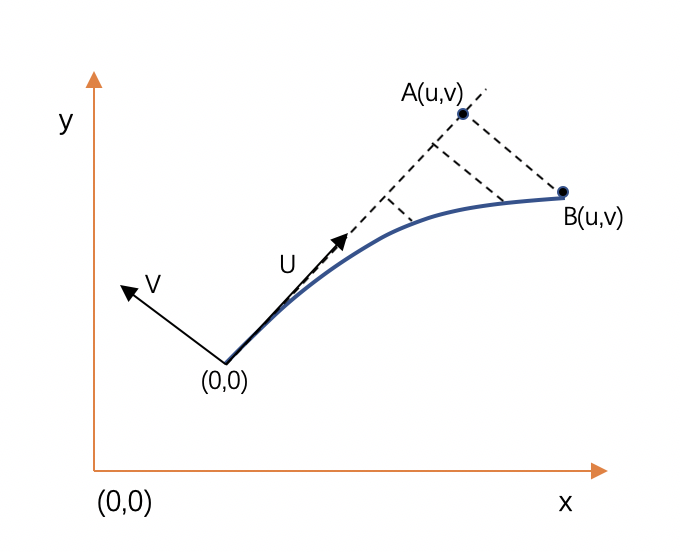 A(u,v)
y
B(u,v)
U
V
(0,0)
(0,0)
x